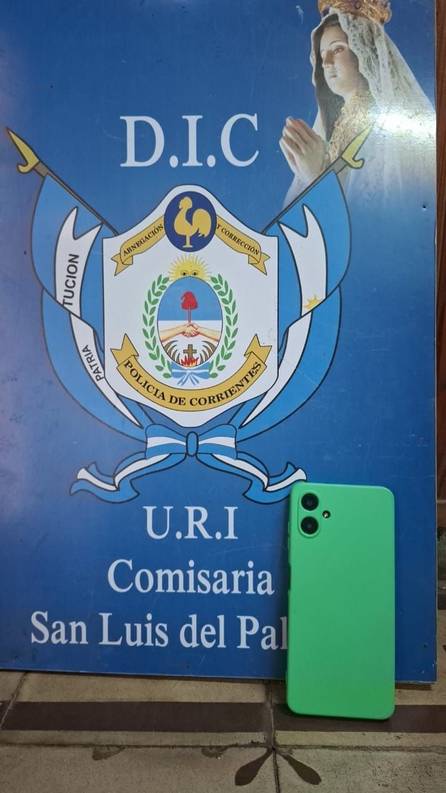 D.I.C
ABNEGACIÓN Y CORRECCIÓN
TUCION
PATRIA
POLICIA DE CORRIENTES
U.R.I
Comisaria
San Luis del Pal